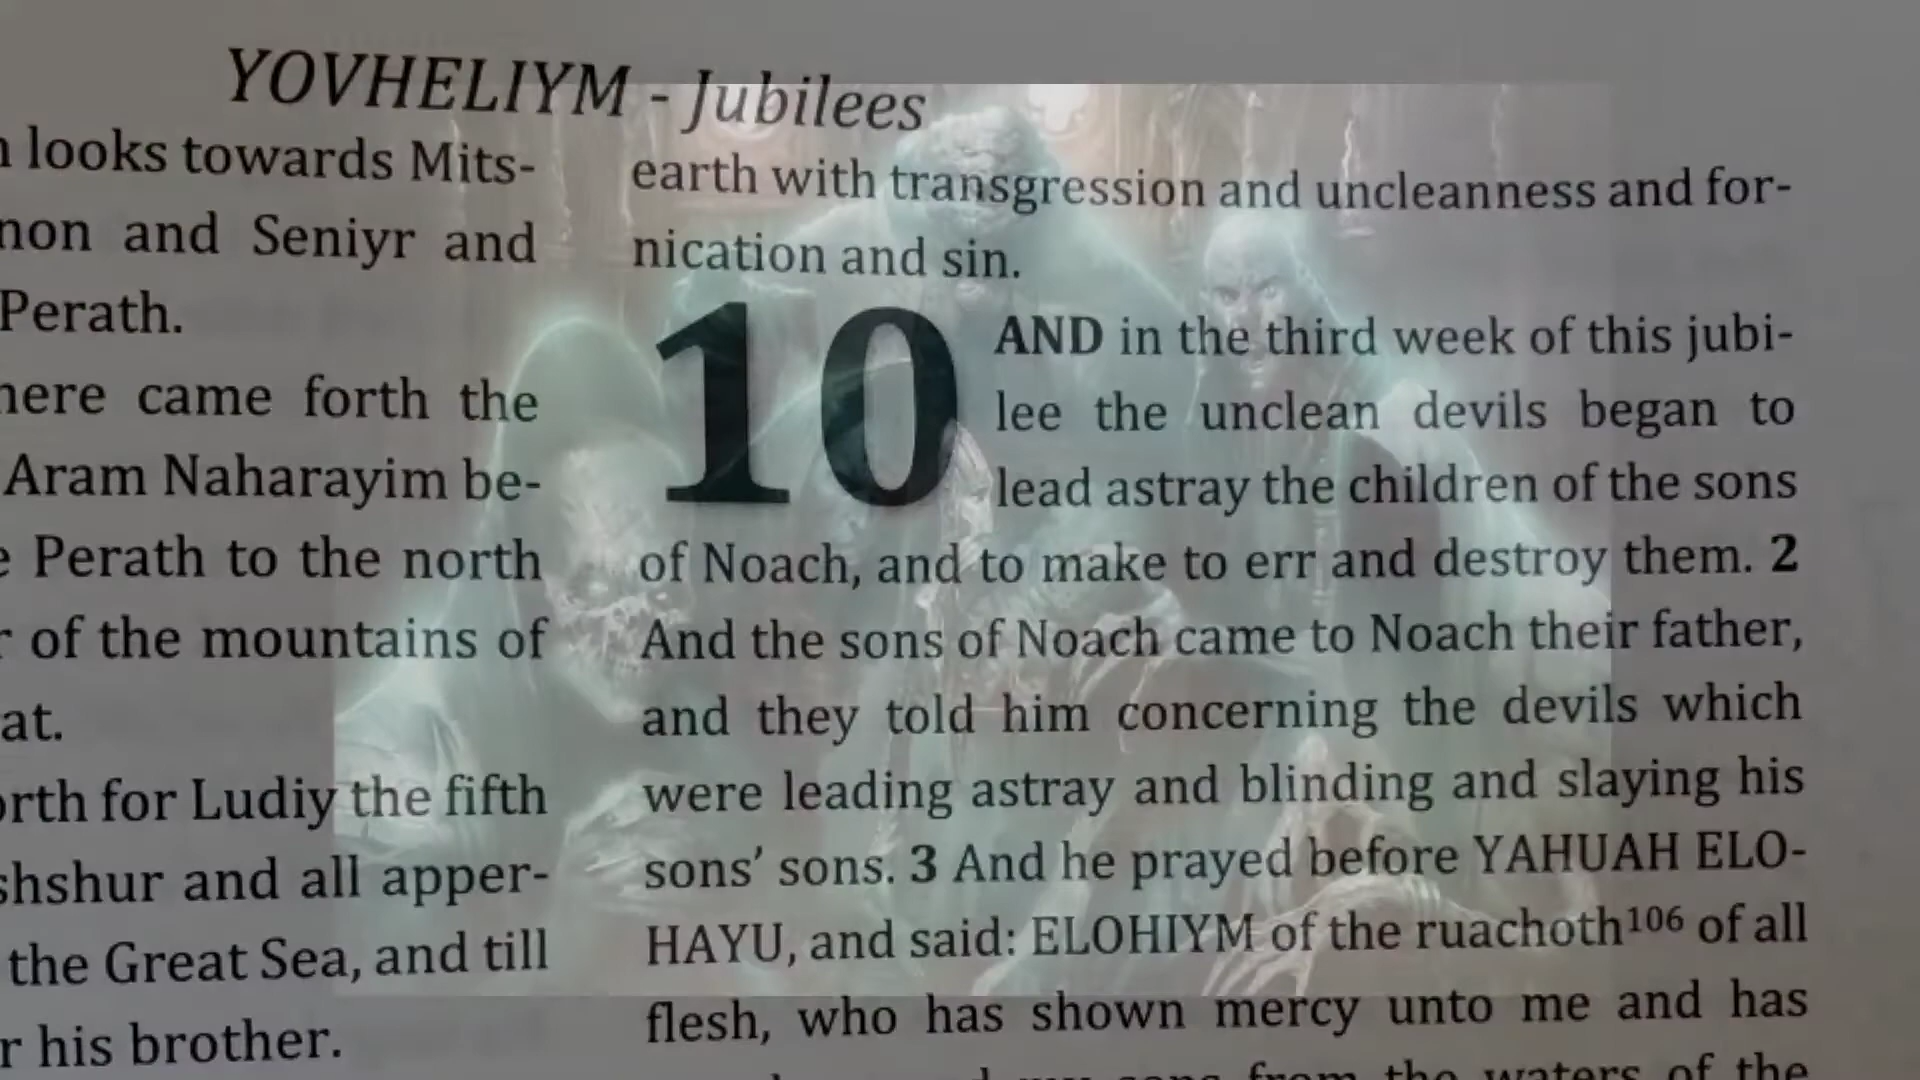 YOVHELIYM - Jubilees
looks towards Mits-
and Seniyr and
Perath.
came forth the
Aram Naharayim be-
Perath to the north
of the mountains of
at.
for Ludiy the fifth
and all apper-
the Great Sea, and till
his brother.
earth with transgression and uncleanness and for-
nication and sin.
10
AND in the third week of this jubi-
lee the unclean devils began to
lead astray the children of the sons
of Noach, and to make to err and destroy them. 2
And the sons of Noach came to Noach their father,
and they told him concerning the devils which
were leading astray and blinding and slaying his
sons’ sons. 3 And he prayed before YAHUAH ELO-
HAYU, and said: ELOHIYM of the ruachoth106 of all
flesh, who has shown mercy unto me and has
from the waters of the